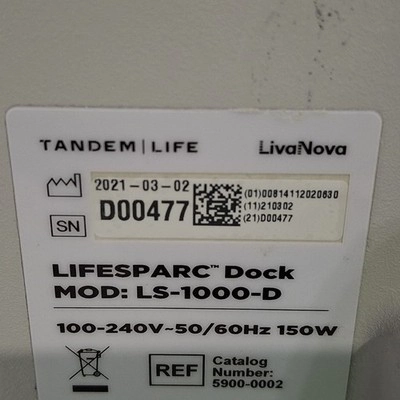 TANDEM|LIFE LivaNova
2021-03-02
(01)00814112020630
SN D00477 (11)210302
(21)D00477
LIFESPARC™ Dock
MOD: LS-1000-D
100-240V~50/60Hz 150W
REF Catalog
Number:
5900-0002